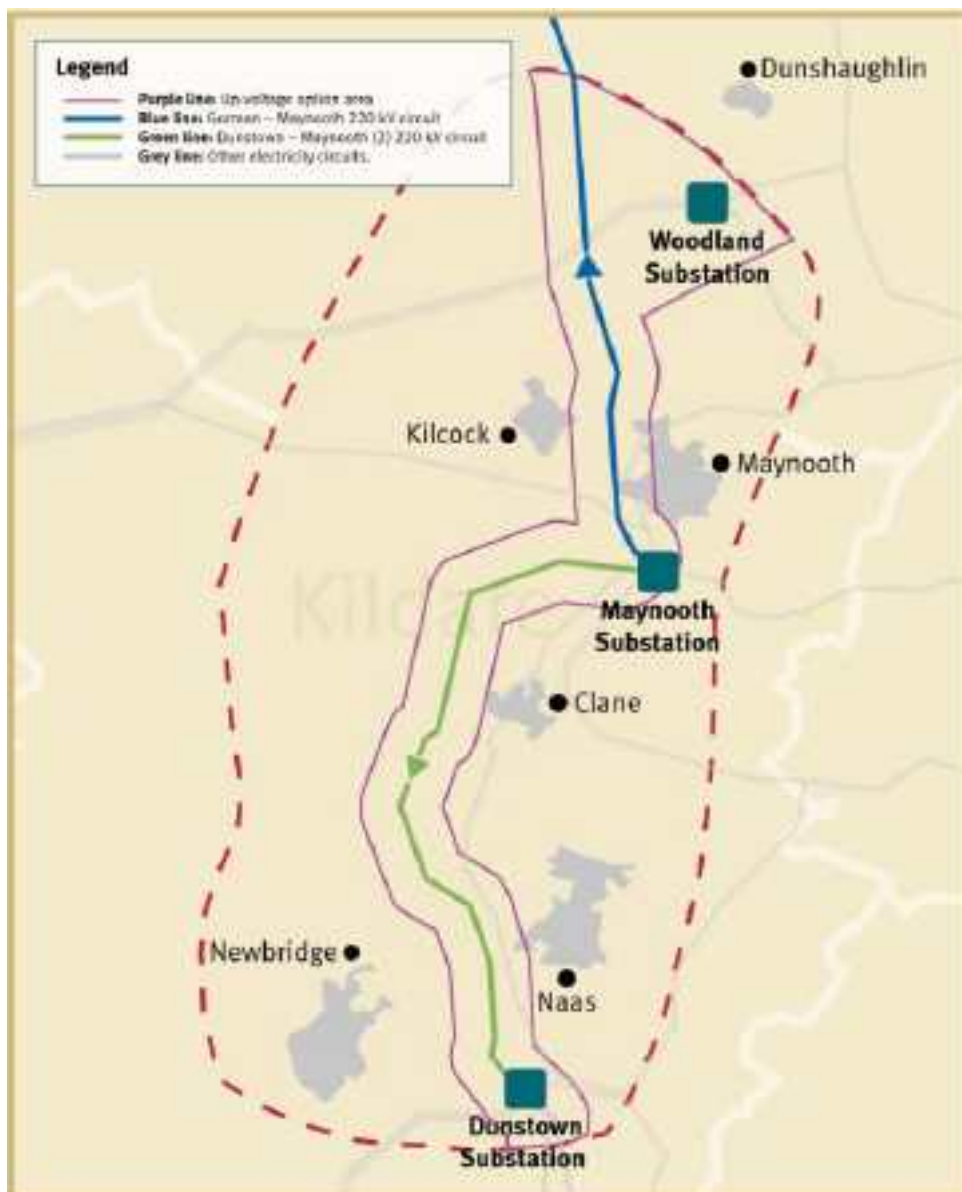 Legend
Purple line: Up-voltage option area
Blue line: Gorman – Maynooth 220 kV circuit
Green line: Dunstown – Maynooth (2) 220 kV circuit
Grey line: Other electricity circuits.
Dunshaughlin
Woodland
Substation
Kilcock
Maynooth
Maynooth
Substation
Clane
Newbridge
Naas
Dunstown
Substation